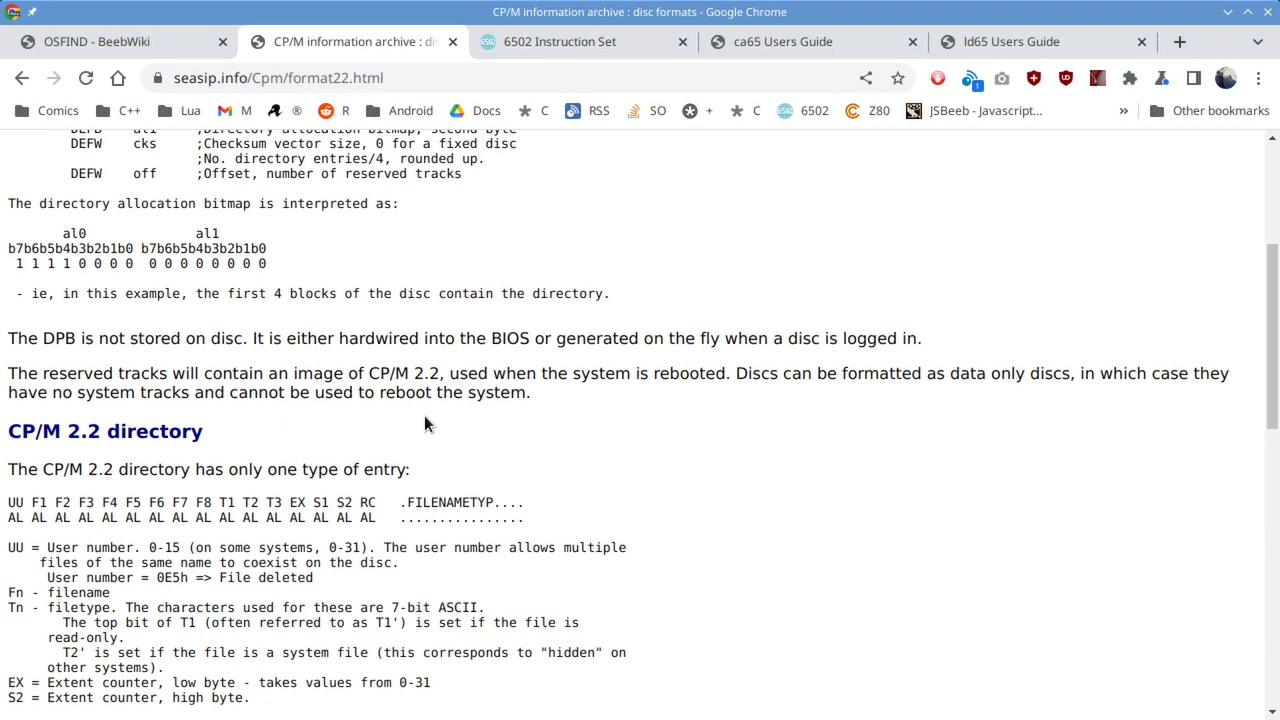 CP/M information archive : disc formats - Google Chrome
OSFIND - BeebWiki
CP/M information archive : dis
6502 Instruction Set
ca65 Users Guide
ld65 Users Guide
seasip.info/Cpm/format22.html
Comics C++ Lua M ® R Android Docs C RSS SO + C 6502 Z80 JSBeeb - Javascript... » Other bookmarks
DEFB al1 ;Directory allocation bitmap, second byte
DEFW cks ;Checksum vector size, 0 for a fixed disc
;No. directory entries/4, rounded up.
DEFW off ;Offset, number of reserved tracks
The directory allocation bitmap is interpreted as:
al0 al1
b7b6b5b4b3b2b1b0 b7b6b5b4b3b2b1b0
1 1 1 1 0 0 0 0 0 0 0 0 0 0 0 0
- ie, in this example, the first 4 blocks of the disc contain the directory.
The DPB is not stored on disc. It is either hardwired into the BIOS or generated on the fly when a disc is logged in.
The reserved tracks will contain an image of CP/M 2.2, used when the system is rebooted. Discs can be formatted as data only discs, in which case they
have no system tracks and cannot be used to reboot the system.
CP/M 2.2 directory
The CP/M 2.2 directory has only one type of entry:
UU F1 F2 F3 F4 F5 F6 F7 F8 T1 T2 T3 EX S1 S2 RC .FILENAMETYP....
AL AL AL AL AL AL AL AL AL AL AL AL AL AL AL AL ................
UU = User number. 0-15 (on some systems, 0-31). The user number allows multiple
files of the same name to coexist on the disc.
User number = 0E5h => File deleted
Fn - filename
Tn - filetype. The characters used for these are 7-bit ASCII.
The top bit of T1 (often referred to as T1') is set if the file is
read-only.
T2' is set if the file is a system file (this corresponds to "hidden" on
other systems).
EX = Extent counter, low byte - takes values from 0-31
S2 = Extent counter, high byte.